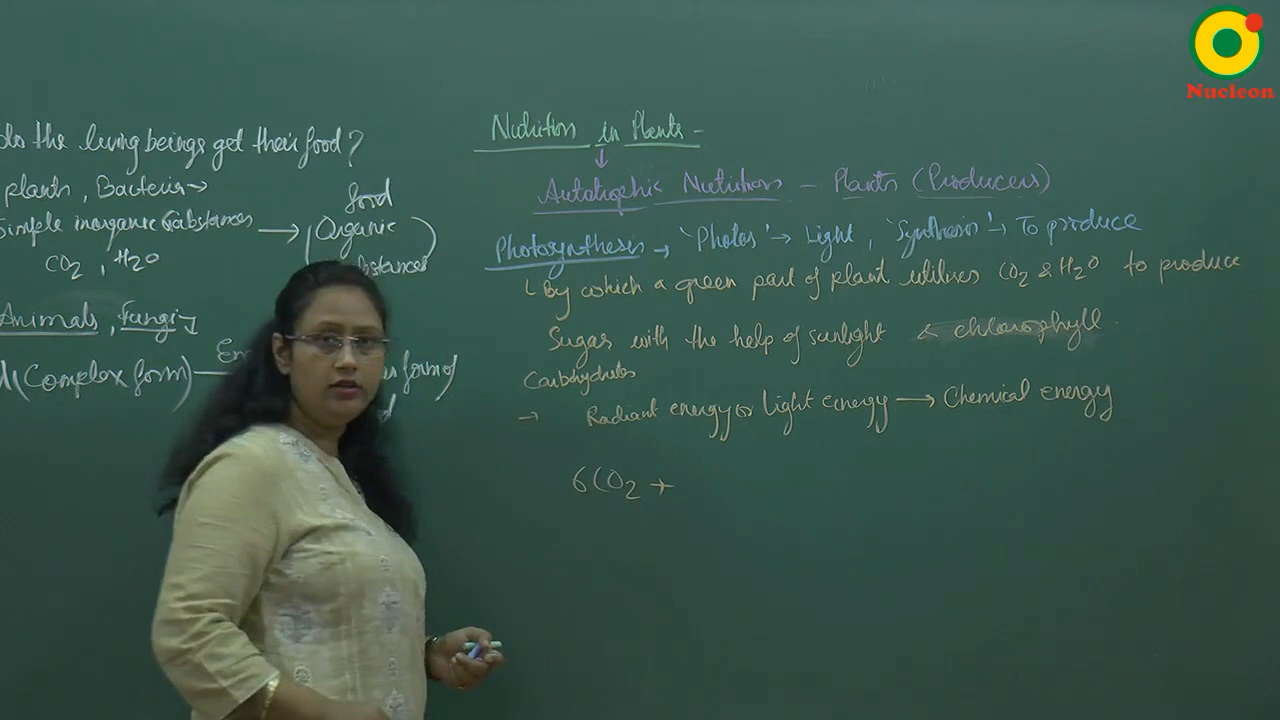 do the living beings get their food?
plants, Bacteria →
Simple inorganic Substances → (Organic
food
CO2, H2O
Animals, Fungi
(Complex form)
form of
Nutrition in Plants -
↓
Autotrophic Nutrition - Plants (Producers)
Photosynthesis → 'Photos' → Light, 'Synthesis' → To produce
↳ By which a green part of plant utilises CO2 & H2O to produce
Sugar with the help of sunlight & chlorophyll.
Carbohydrates
→ Radiant energy or Light energy → Chemical energy
6CO2 +
Nucleon